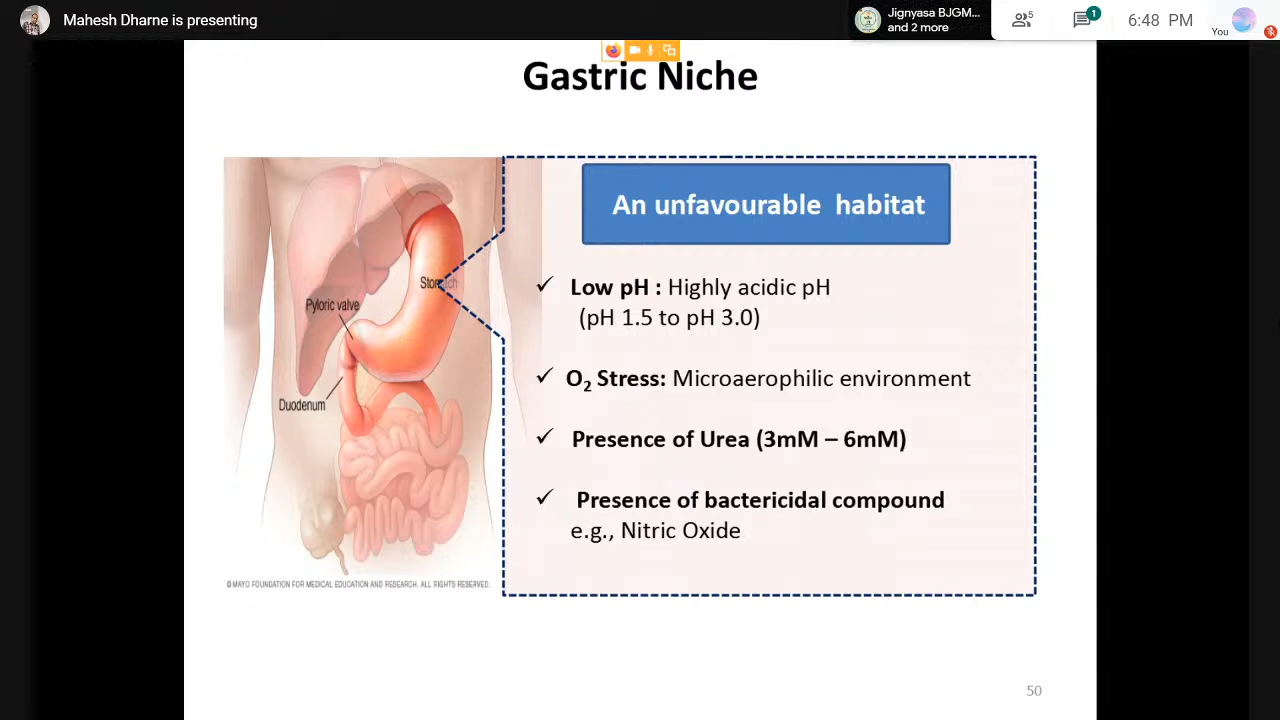 Mahesh Dharne is presenting
Jignyasa BJGM...
and 2 more
5
1
6:48 PM
You
Gastric Niche
An unfavourable habitat
Stomach
✓ Low pH : Highly acidic pH
(pH 1.5 to pH 3.0)
Pyloric valve
✓ O₂ Stress: Microaerophilic environment
Duodenum
✓ Presence of Urea (3mM – 6mM)
✓ Presence of bactericidal compound
e.g., Nitric Oxide
© MAYO FOUNDATION FOR MEDICAL EDUCATION AND RESEARCH. ALL RIGHTS RESERVED.
50